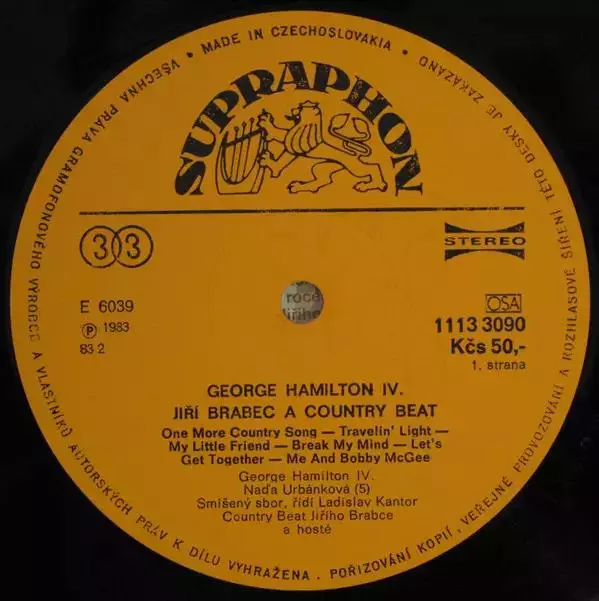 VŠECHNA PRÁVA GRAMOFONOVÉHO VÝROBCE A VLASTNÍKŮ AUTORSKÝCH PRÁV K DÍLU VYHRAŽENA . POŘIZOVÁNÍ KOPIÍ, VEŘEJNÉ PROVOZOVÁNÍ A ROZHLASOVÉ ŠÍŘENÍ TÉTO DESKY JE ZAKÁZÁNO • MADE IN CZECHOSLOVAKIA •
SUPRAPHON
33
STEREO
E 6039
℗ 1983
83 2
roce
Jiřího
OSA
1113 3090
Kčs 50,-
1. strana
GEORGE HAMILTON IV.
JIŘÍ BRABEC A COUNTRY BEAT
One More Country Song — Travelin' Light —
My Little Friend — Break My Mind — Let's
Get Together — Me And Bobby McGee
George Hamilton IV.
Naďa Urbánková (5)
Smíšený sbor, řídí Ladislav Kantor
Country Beat Jiřího Brabce
a hosté